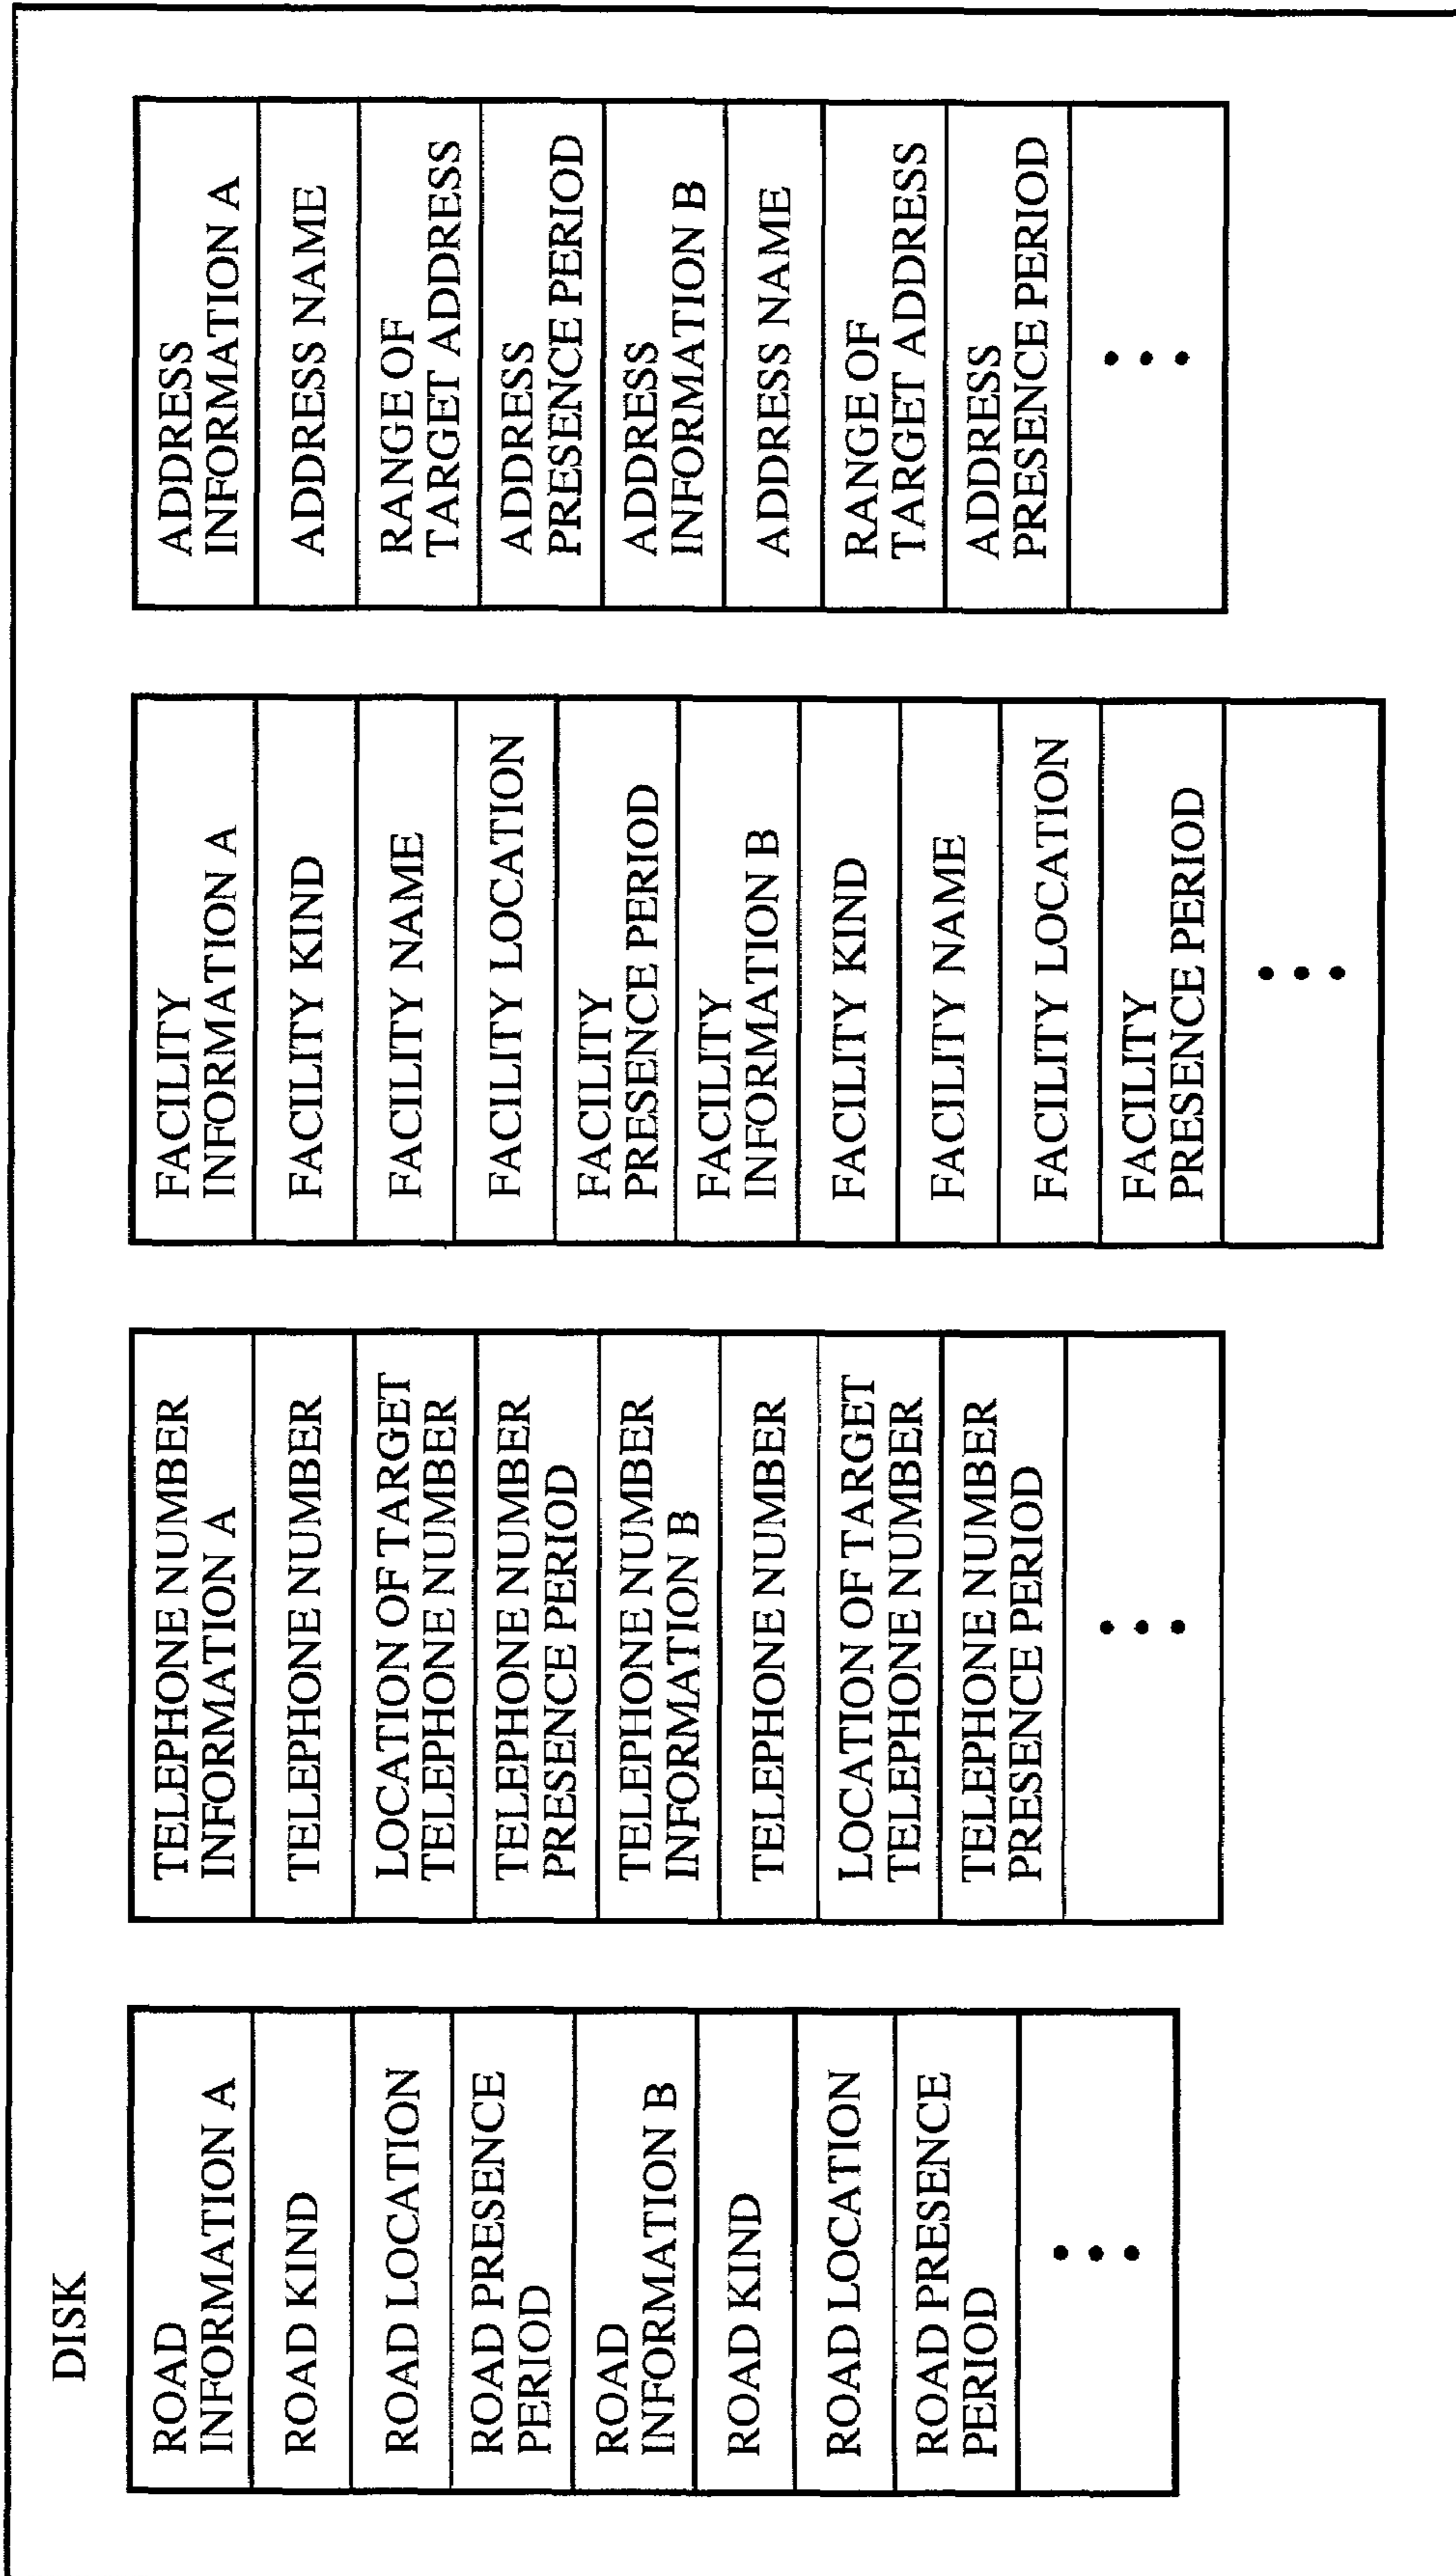 DISK
ROAD
INFORMATION A
ROAD KIND
ROAD LOCATION
ROAD PRESENCE
PERIOD
ROAD
INFORMATION B
ROAD KIND
ROAD LOCATION
ROAD PRESENCE
PERIOD
TELEPHONE NUMBER
INFORMATION A
TELEPHONE NUMBER
LOCATION OF TARGET
TELEPHONE NUMBER
TELEPHONE NUMBER
PRESENCE PERIOD
TELEPHONE NUMBER
INFORMATION B
TELEPHONE NUMBER
LOCATION OF TARGET
TELEPHONE NUMBER
TELEPHONE NUMBER
PRESENCE PERIOD
FACILITY
INFORMATION A
FACILITY KIND
FACILITY NAME
FACILITY LOCATION
FACILITY
PRESENCE PERIOD
FACILITY
INFORMATION B
FACILITY KIND
FACILITY NAME
FACILITY LOCATION
FACILITY
PRESENCE PERIOD
ADDRESS
INFORMATION A
ADDRESS NAME
RANGE OF
TARGET ADDRESS
ADDRESS
PRESENCE PERIOD
ADDRESS
INFORMATION B
ADDRESS NAME
RANGE OF
TARGET ADDRESS
ADDRESS
PRESENCE PERIOD